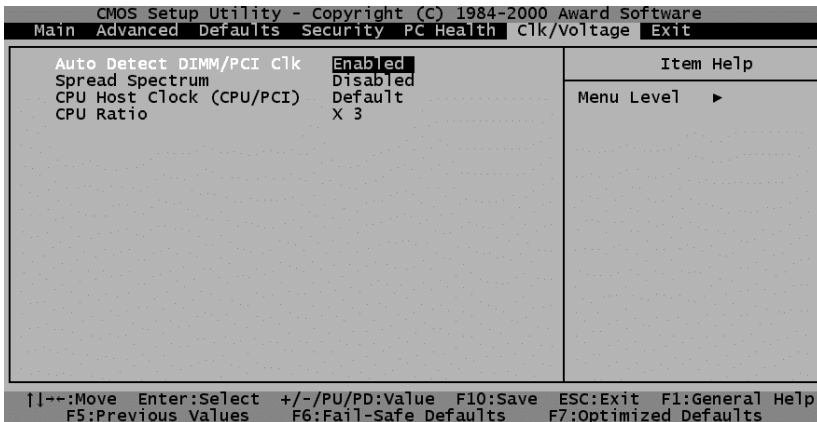 CMOS Setup Utility - Copyright (C) 1984-2000 Award Software
Main Advanced Defaults Security PC Health Clk/Voltage Exit
Auto Detect DIMM/PCI Clk Enabled
Spread Spectrum Disabled
CPU Host Clock (CPU/PCI) Default
CPU Ratio X 3
Item Help
Menu Level ►
↑↓→←:Move Enter:Select +/-/PU/PD:Value F10:Save ESC:Exit F1:General Help
F5:Previous Values F6:Fail-Safe Defaults F7:Optimized Defaults